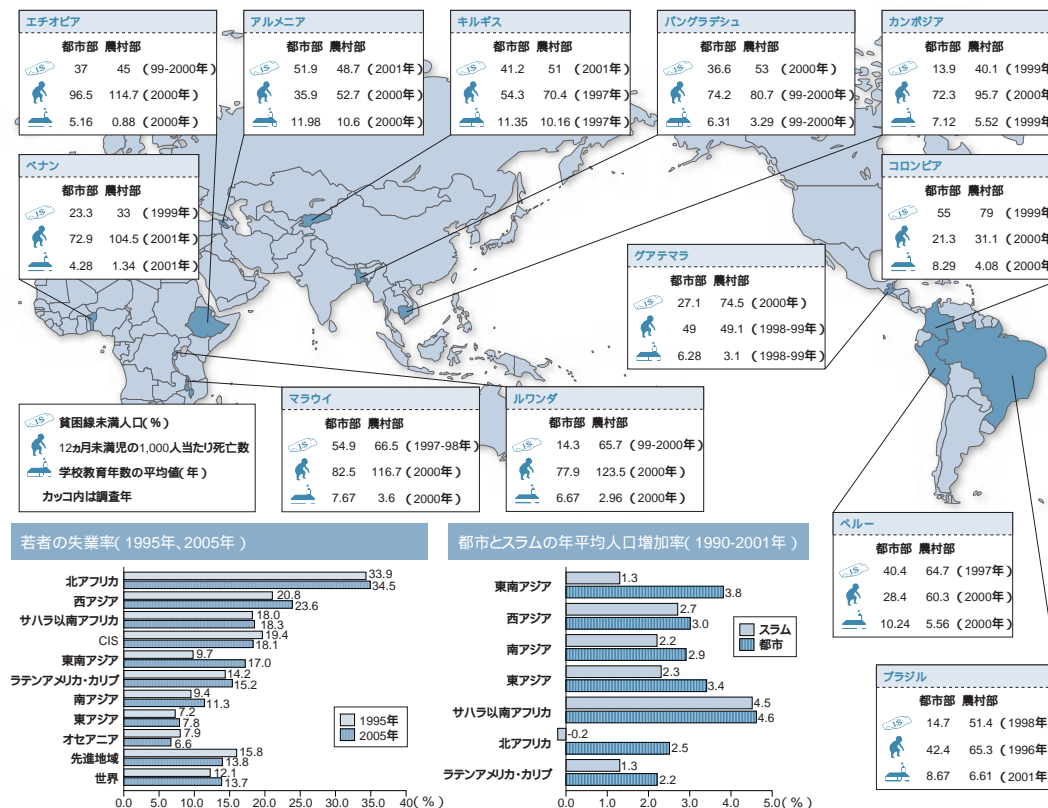 エチオピア
都市部 農村部
37 45 (99-2000年)
96.5 114.7 (2000年)
5.16 0.88 (2000年)
アルメニア
都市部 農村部
51.9 48.7 (2001年)
35.9 52.7 (2000年)
11.98 10.6 (2000年)
キルギス
都市部 農村部
41.2 51 (2001年)
54.3 70.4 (1997年)
11.35 10.16 (1997年)
バングラデシュ
都市部 農村部
36.6 53 (2000年)
74.2 80.7 (99-2000年)
6.31 3.29 (99-2000年)
カンボジア
都市部 農村部
13.9 40.1 (1999年
72.3 95.7 (2000年
7.12 5.52 (1999年
ベナン
都市部 農村部
23.3 33 (1999年)
72.9 104.5 (2001年)
4.28 1.34 (2001年)
コロンビア
都市部 農村部
55 79 (1999年
21.3 31.1 (2000年
8.29 4.08 (2000年
グアテマラ
都市部 農村部
27.1 74.5 (2000年)
49 49.1 (1998-99年)
6.28 3.1 (1998-99年)
マラウイ
都市部 農村部
54.9 66.5 (1997-98年)
82.5 116.7 (2000年)
7.67 3.6 (2000年)
ルワンダ
都市部 農村部
14.3 65.7 (99-2000年)
77.9 123.5 (2000年)
6.67 2.96 (2000年)
貧困線未満人口(%)
12ヵ月未満児の1,000人当たり死亡数
学校教育年数の平均値(年)
カッコ内は調査年
ペルー
都市部 農村部
40.4 64.7 (1997年)
28.4 60.3 (2000年)
10.24 5.56 (2000年)
ブラジル
都市部 農村部
14.7 51.4 (1998年
42.4 65.3 (1996年
8.67 6.61 (2001年
若者の失業率(1995年、2005年)
北アフリカ 33.9 34.5
西アジア 20.8 23.6
サハラ以南アフリカ 18.0 18.3
CIS 19.4 18.1
東南アジア 9.7 17.0
ラテンアメリカ・カリブ 14.2 15.2
南アジア 9.4 11.3
東アジア 7.2 7.8
オセアニア 7.9 6.6
先進地域 15.8 13.8
世界 12.1 13.7
1995年
2005年
0.0 5.0 10.0 15.0 20.0 25.0 30.0 35.0 40(%)
都市とスラムの年平均人口増加率(1990-2001年)
東南アジア 1.3 3.8
西アジア 2.7 3.0
南アジア 2.2 2.9
東アジア 2.3 3.4
サハラ以南アフリカ 4.5 4.6
北アフリカ -0.2 2.5
ラテンアメリカ・カリブ 1.3 2.2
スラム
都市
0.0 1.0 2.0 3.0 4.0 5.0(%)